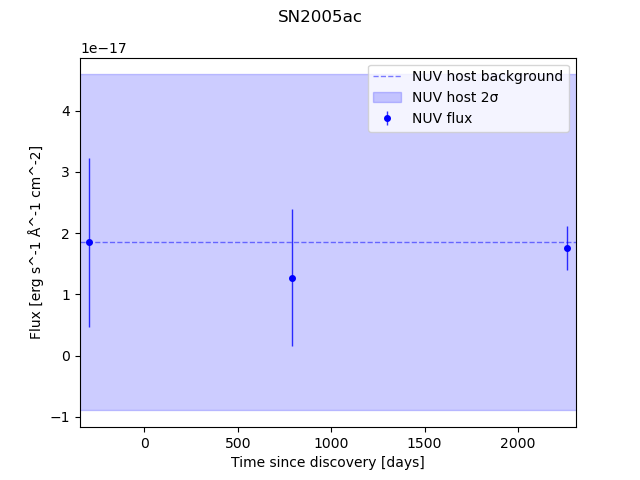 SN2005ac
1e−17
NUV host background
NUV host 2σ
NUV flux
4
3
2
1
0
−1
Flux [erg s^-1 Å^-1 cm^-2]
0 500 1000 1500 2000
Time since discovery [days]